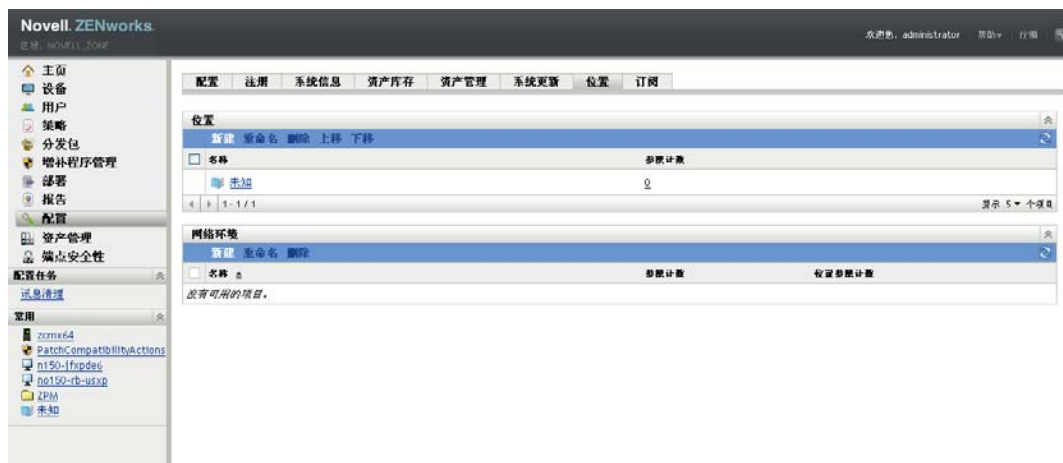 Novell. ZENworks.
区域: NOVELL_ZONE
欢迎您, administrator 帮助 注销
主页
设备
用户
策略
分发包
增补程序管理
部署
报告
配置
资产管理
端点安全性
配置任务
讯息清理
常用
zcmx64
PatchCompatibilityActions
n150-jfxpde6
no150-rb-usxp
ZPM
未知
配置 注册 系统信息 资产库存 资产管理 系统更新 位置 订阅
位置
新建 重命名 删除 上移 下移
名称 参照计数
未知 0
1 - 1 / 1 显示 5 个项目
网络环境
新建 重命名 删除
名称 参照计数 位置参照计数
没有可用的项目。